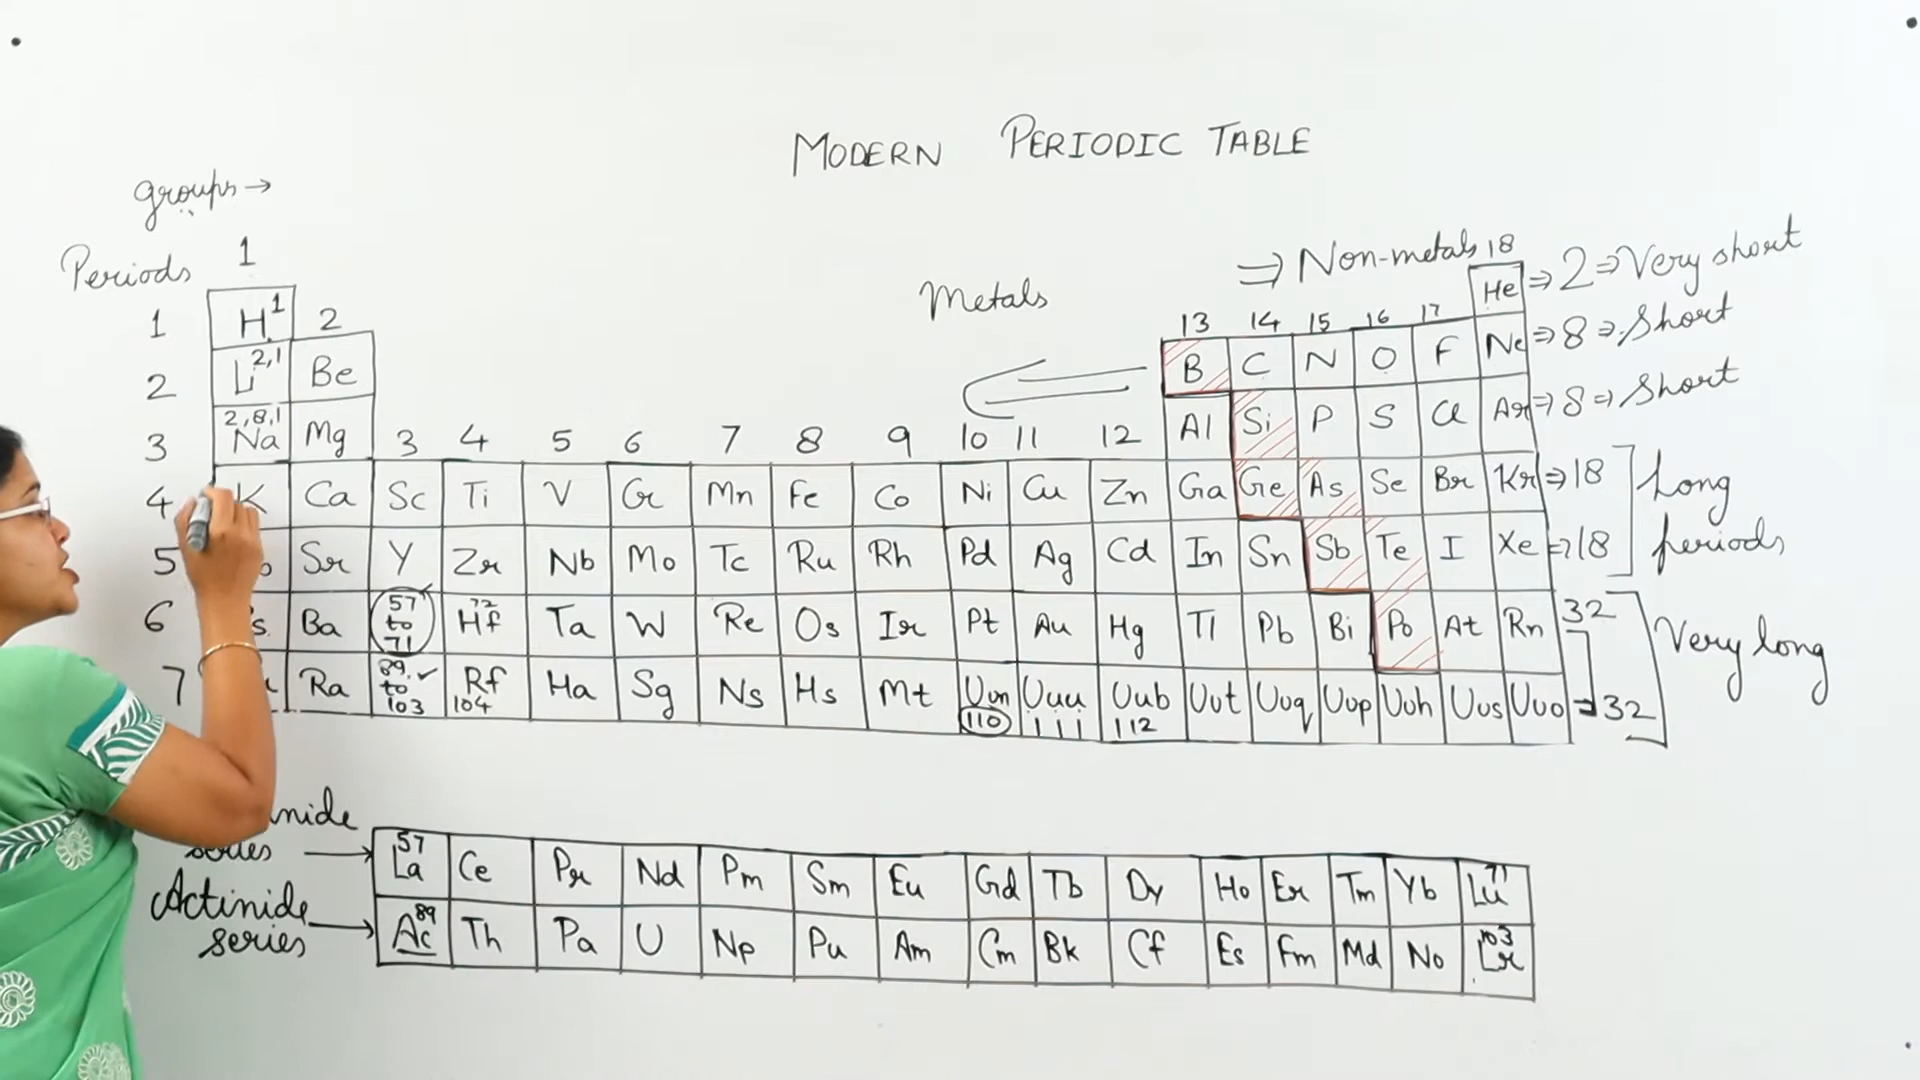 MODERN PERIODIC TABLE
groups →
Periods 1
⇒ Non-metals 18
Metals
1 H 1 2 He ⇒ 2 ⇒ Very short
13 14 15 16 17
2 Li 2,1 Be B C N O F Ne ⇒ 8 ⇒ Short
3 Na 2,8,1 Mg 3 4 5 6 7 8 9 10 11 12 Al Si P S Cl Ar ⇒ 8 ⇒ Short
4 K Ca Sc Ti V Cr Mn Fe Co Ni Cu Zn Ga Ge As Se Br Kr ⇒ 18 Long
5 Sr Y Zr Nb Mo Tc Ru Rh Pd Ag Cd In Sn Sb Te I Xe ⇒ 18 periods
6 Ba 57 to 71 72 Hf Ta W Re Os Ir Pt Au Hg Tl Pb Bi Po At Rn 32 Very long
7 Ra 89 to 103 Rf 104 Ha Sg Ns Hs Mt Uun 110 Uuu 111 Uub 112 Uut Uuq Uup Uuh Uus Uuo → 32
series → 57 La Ce Pr Nd Pm Sm Eu Gd Tb Dy Ho Er Tm Yb Lu 71
Actinide series → Ac 89 Th Pa U Np Pu Am Cm Bk Cf Es Fm Md No Lr 103